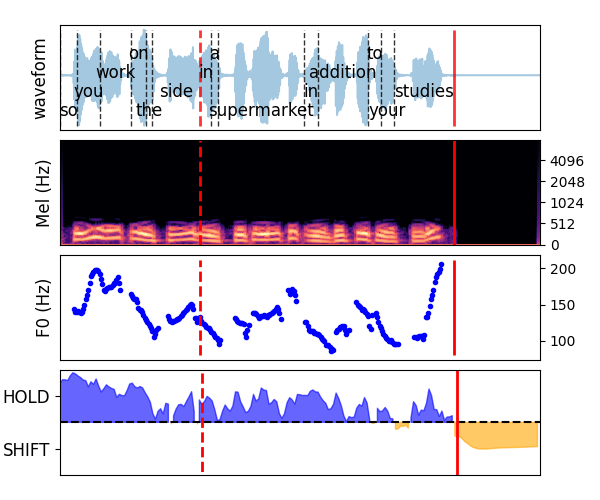 waveform
on a to
work in addition
you side in studies
so the supermarket your
Mel (Hz)
4096
2048
1024
512
0
F0 (Hz)
200
150
100
HOLD
SHIFT